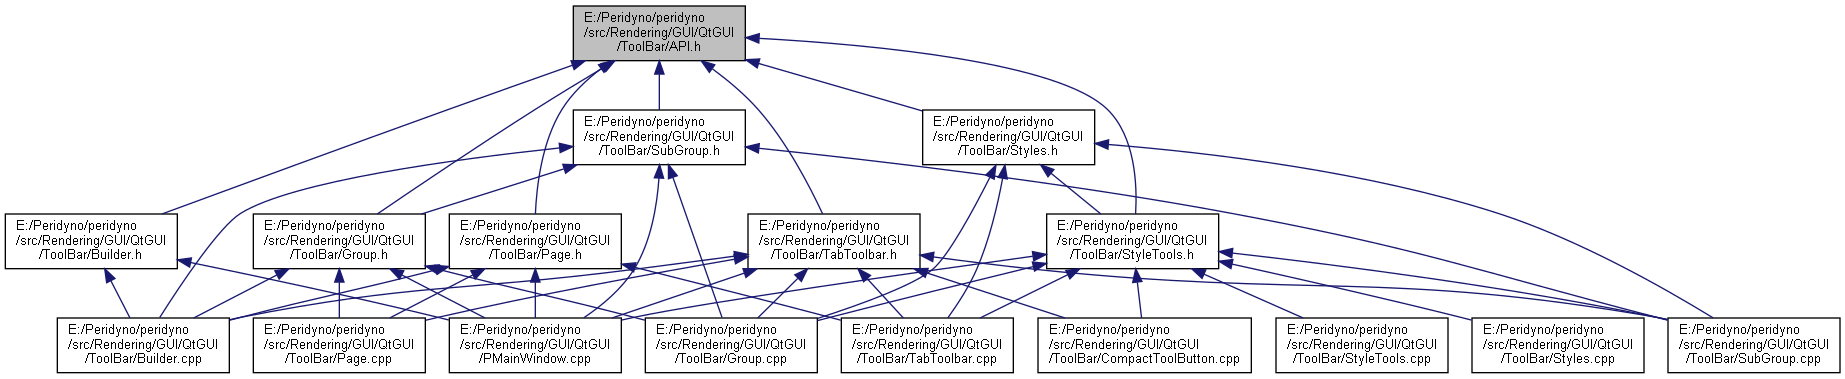 E:/Peridyno/peridyno
/src/Rendering/GUI/QtGUI
/ToolBar/API.h
E:/Peridyno/peridyno
/src/Rendering/GUI/QtGUI
/ToolBar/SubGroup.h
E:/Peridyno/peridyno
/src/Rendering/GUI/QtGUI
/ToolBar/Styles.h
E:/Peridyno/peridyno
/src/Rendering/GUI/QtGUI
/ToolBar/Builder.h
E:/Peridyno/peridyno
/src/Rendering/GUI/QtGUI
/ToolBar/Group.h
E:/Peridyno/peridyno
/src/Rendering/GUI/QtGUI
/ToolBar/Page.h
E:/Peridyno/peridyno
/src/Rendering/GUI/QtGUI
/ToolBar/TabToolbar.h
E:/Peridyno/peridyno
/src/Rendering/GUI/QtGUI
/ToolBar/StyleTools.h
E:/Peridyno/peridyno
/src/Rendering/GUI/QtGUI
/ToolBar/Builder.cpp
E:/Peridyno/peridyno
/src/Rendering/GUI/QtGUI
/ToolBar/Page.cpp
E:/Peridyno/peridyno
/src/Rendering/GUI/QtGUI
/PMainWindow.cpp
E:/Peridyno/peridyno
/src/Rendering/GUI/QtGUI
/ToolBar/Group.cpp
E:/Peridyno/peridyno
/src/Rendering/GUI/QtGUI
/ToolBar/TabToolbar.cpp
E:/Peridyno/peridyno
/src/Rendering/GUI/QtGUI
/ToolBar/CompactToolButton.cpp
E:/Peridyno/peridyno
/src/Rendering/GUI/QtGUI
/ToolBar/StyleTools.cpp
E:/Peridyno/peridyno
/src/Rendering/GUI/QtGUI
/ToolBar/Styles.cpp
E:/Peridyno/peridyno
/src/Rendering/GUI/QtGUI
/ToolBar/SubGroup.cpp